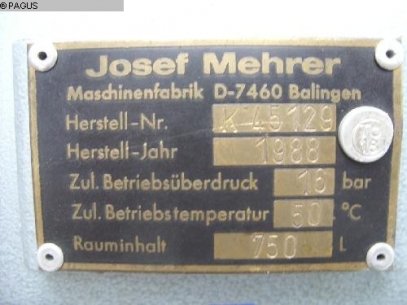 © PAGUS
Josef Mehrer
Maschinenfabrik D-7460 Balingen
Herstell-Nr. K 45129
Herstell-Jahr 1988
Zul. Betriebsüberdruck 16 bar
Zul. Betriebstemperatur 50 °C
Rauminhalt 750 L